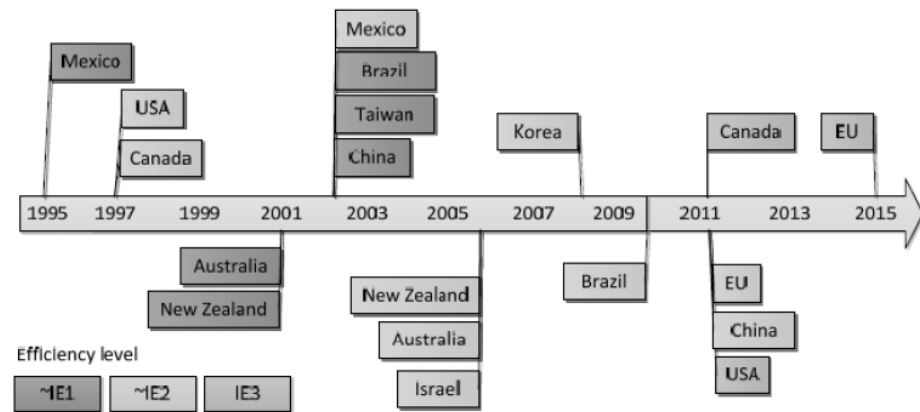 Mexico
Mexico
Brazil
USA
Taiwan
Korea
Canada
EU
Canada
China
1995 1997 1999 2001 2003 2005 2007 2009 2011 2013 2015
Australia
New Zealand
New Zealand
Brazil
EU
Australia
China
Israel
USA
Efficiency level
~IE1 ~IE2 IE3